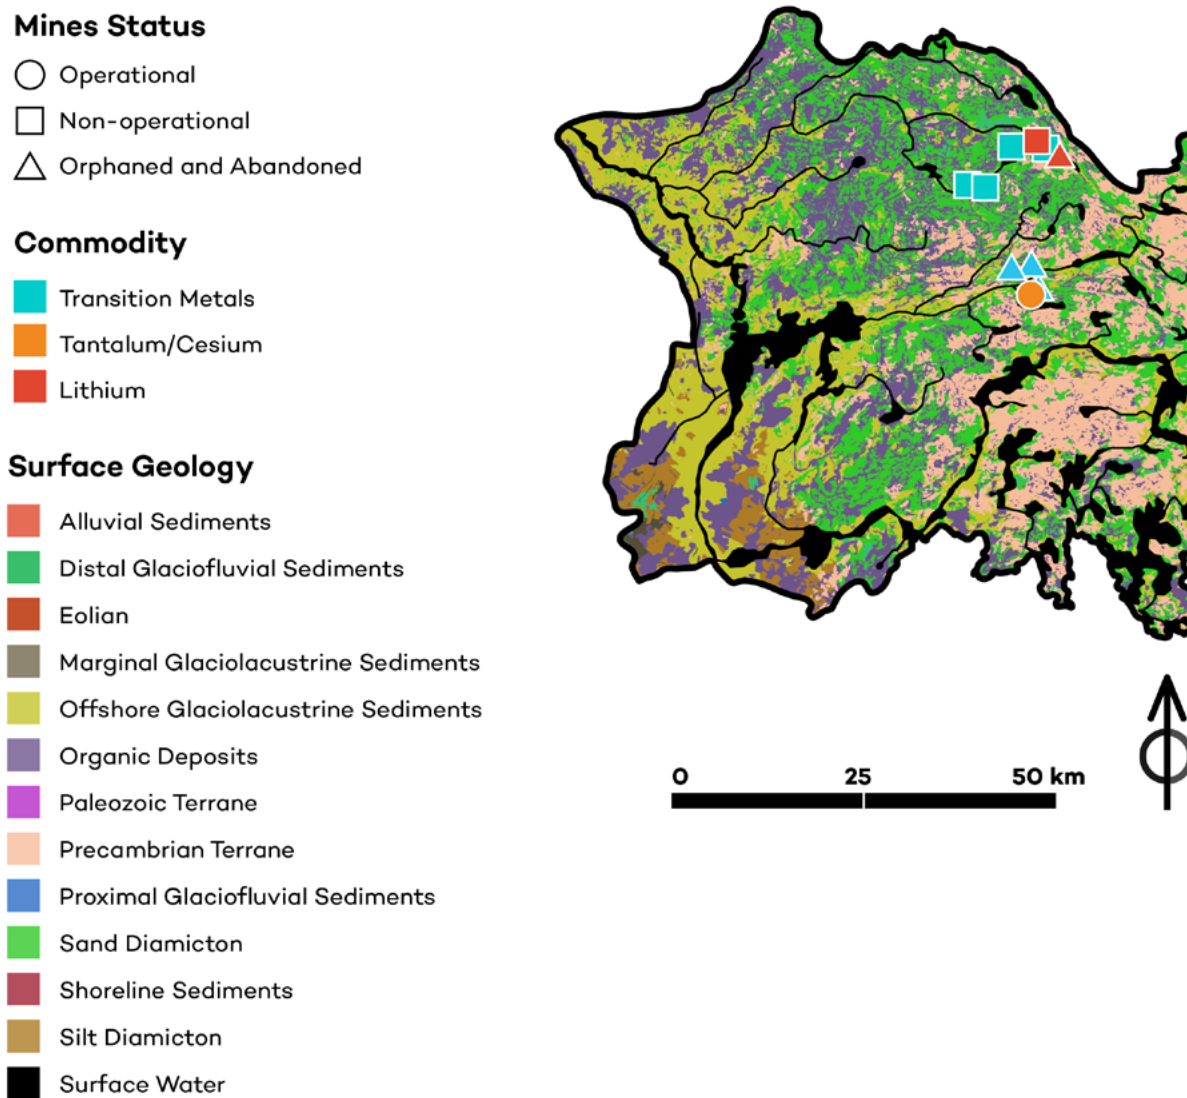 Mines Status
Operational
Non-operational
Orphaned and Abandoned
Commodity
Transition Metals
Tantalum/Cesium
Lithium
Surface Geology
Alluvial Sediments
Distal Glaciofluvial Sediments
Eolian
Marginal Glaciolacustrine Sediments
Offshore Glaciolacustrine Sediments
Organic Deposits
Paleozoic Terrane
Precambrian Terrane
Proximal Glaciofluvial Sediments
Sand Diamicton
Shoreline Sediments
Silt Diamicton
Surface Water
0 25 50 km